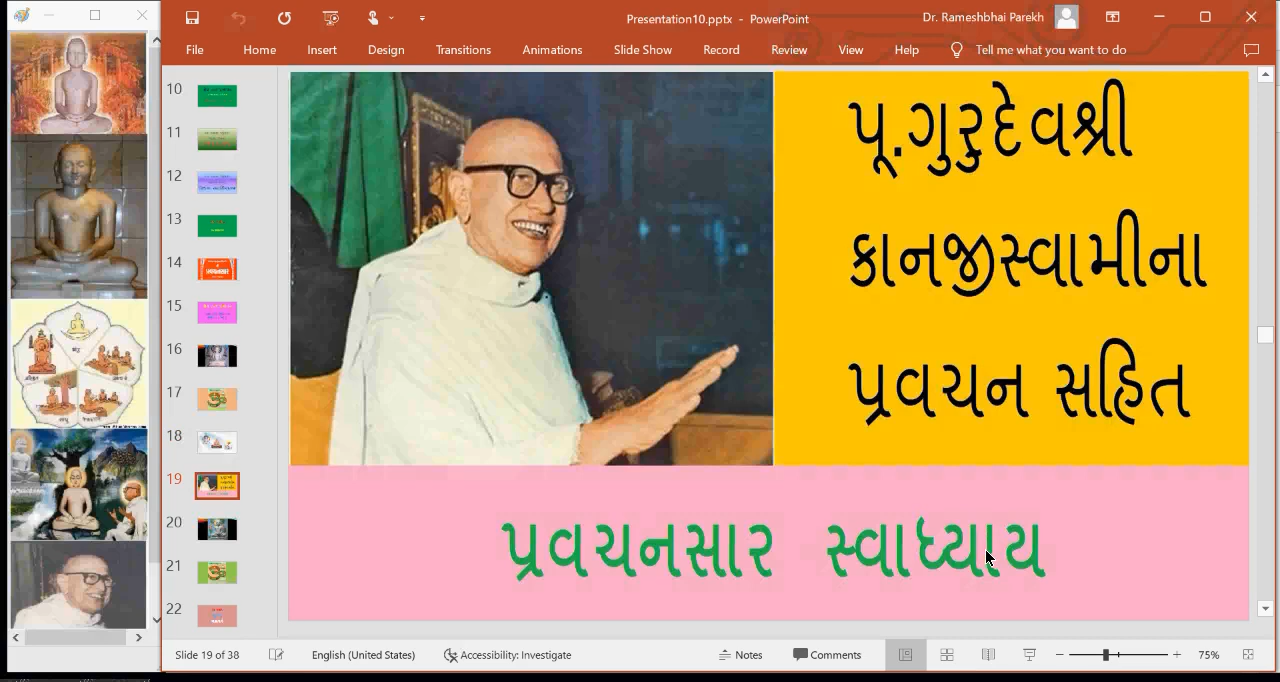 Presentation10.pptx - PowerPoint
Dr. Rameshbhai Parekh
File Home Insert Design Transitions Animations Slide Show Record Review View Help Tell me what you want to do
10
11
12
13
14
15
16
17
18
19
20
21
22
પૂ.ગુરુદેવશ્રી
કાનજીસ્વામીના
પ્રવચન સહિત
પ્રવચનસાર સ્વાધ્યાય
Slide 19 of 38 English (United States) Accessibility: Investigate Notes Comments 75%